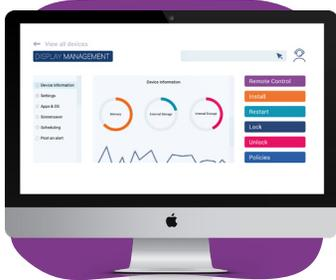 ← View all devices
DISPLAY MANAGEMENT
Device Information
Settings
Apps & OS
Screensaver
Scheduling
Post an alert
Device Information
Memory
External Storage
Internal Storage
Remote Control
Install
Restart
Lock
Unlock
Policies